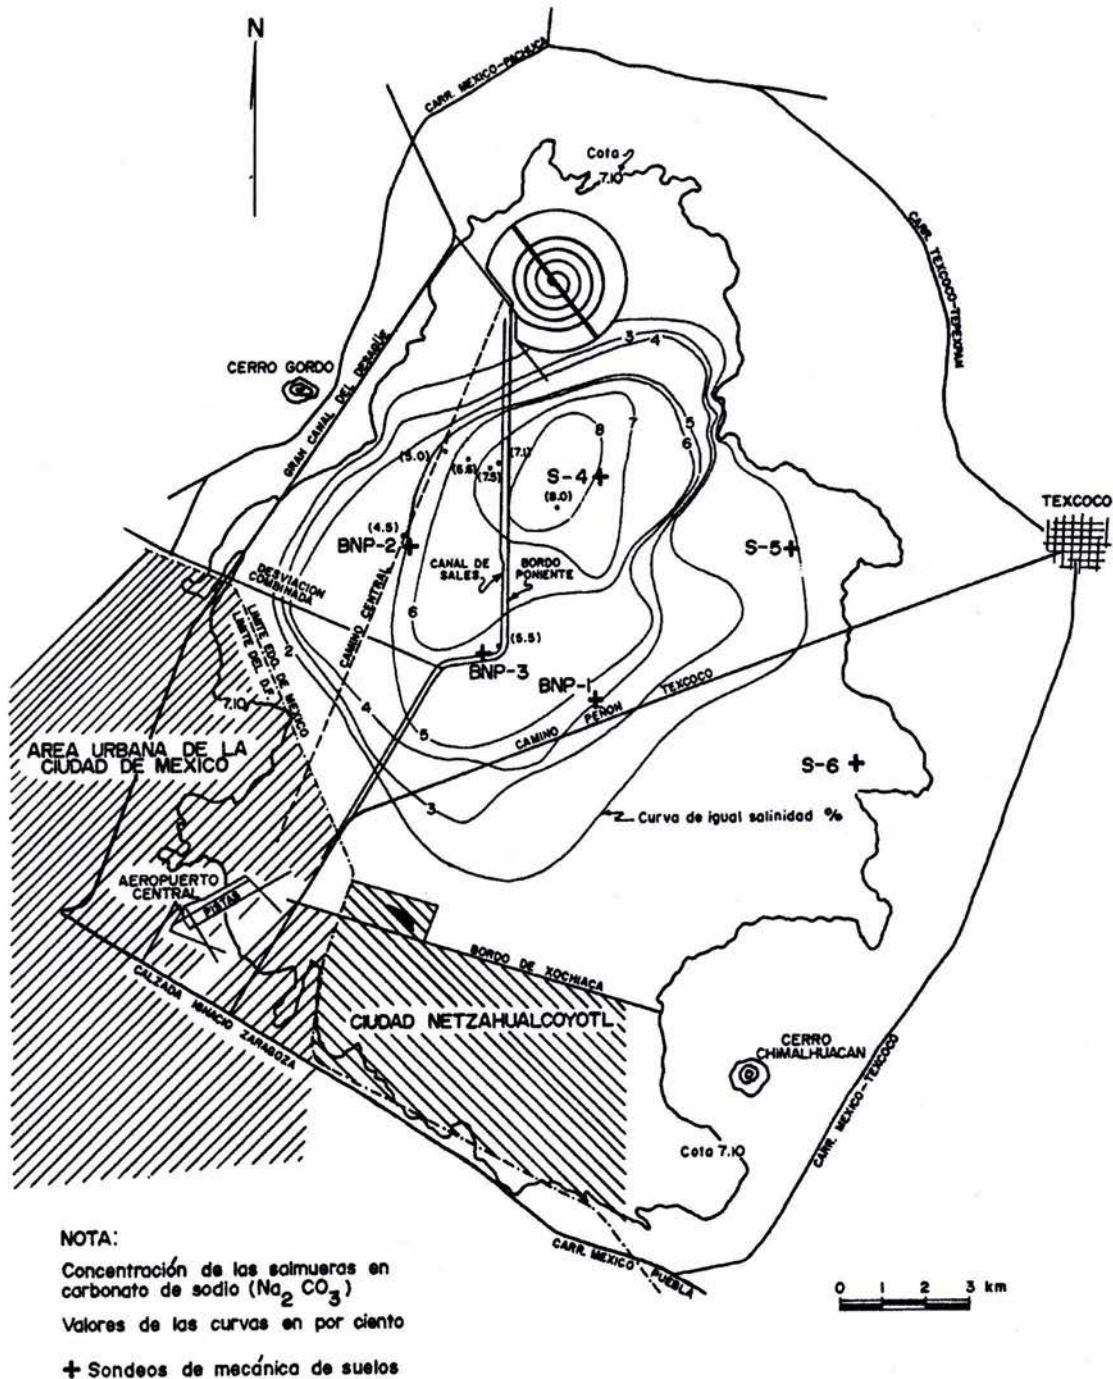 N
CARR. MEXICO-PACHUCA
Cota
7.10
CARR. TEXCOCO-TEPEXPAN
CERRO GORDO
GRAN CANAL DEL DESAGÜE
3
4
5
6
7
8
(5.0)
(6.6)
(7.5)
(7.1)
S-4
(8.0)
TEXCOCO
(4.5)
BNP-2
S-5
CANAL DE
SALES
BORDO
PONIENTE
DESVIACION
COMBINADA
CAMINO CENTRAL
6
LIMITE EDO. DE MEXICO
LIMITE DEL D.F.
2
(5.5)
BNP-3
BNP-1
7.10
4
5
CAMINO PEÑON TEXCOCO
AREA URBANA DE LA
CIUDAD DE MEXICO
S-6
3
Curva de igual salinidad %
AEROPUERTO
CENTRAL
PISTAS
BORDO DE XOCHIACA
CALZADA IGNACIO ZARAGOZA
CIUDAD NETZAHUALCOYOTL
CERRO
CHIMALHUACAN
CARR. MEXICO-TEXCOCO
Cota 7.10
CARR. MEXICO PUEBLA
NOTA:
Concentración de las salmueras en
carbonato de sodio (Na2 CO3)
Valores de las curvas en por ciento
+ Sondeos de mecánica de suelos
0 1 2 3 km